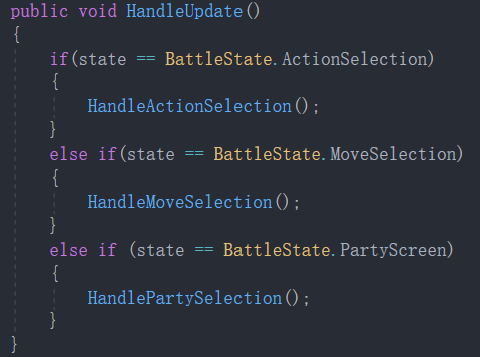 public void HandleUpdate()
{
    if(state == BattleState.ActionSelection)
    {
        HandleActionSelection();
    }
    else if(state == BattleState.MoveSelection)
    {
        HandleMoveSelection();
    }
    else if (state == BattleState.PartyScreen)
    {
        HandlePartySelection();
    }
}